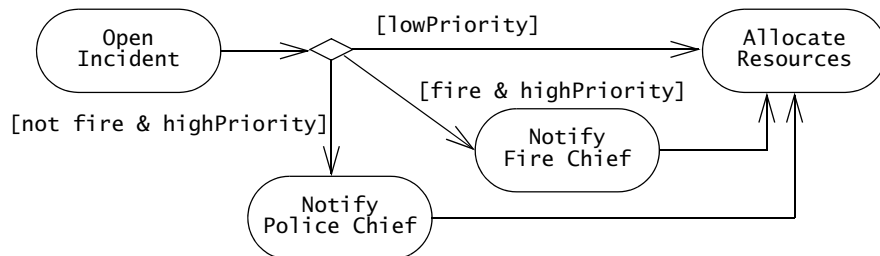 Open
Incident
[lowPriority]
Allocate
Resources
[fire & highPriority]
[not fire & highPriority]
Notify
Fire Chief
Notify
Police Chief